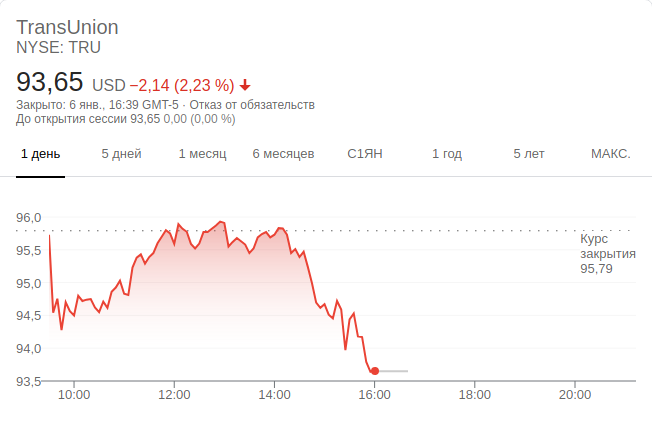 TransUnion
NYSE: TRU
93,65 USD −2,14 (2,23 %)
Закрыто: 6 янв., 16:39 GMT-5 · Отказ от обязательств
До открытия сессии 93,65 0,00 (0,00 %)
1 день 5 дней 1 месяц 6 месяцев С1ЯН 1 год 5 лет МАКС.
96,0
Курс
закрытия
95,79
95,5
95,0
94,5
94,0
93,5
10:00 12:00 14:00 16:00 18:00 20:00